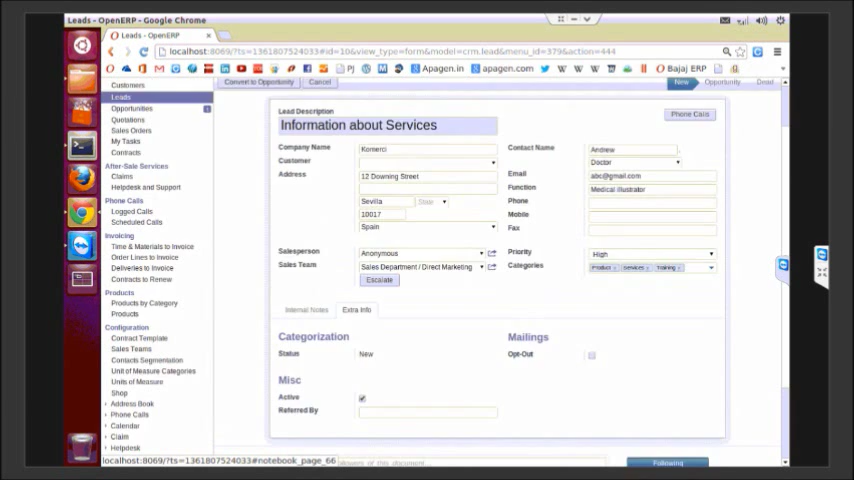 Leads - OpenERP - Google Chrome
Leads - OpenERP
localhost:8069/?ts=1361807524033#id=10&view_type=form&model=crm.lead&menu_id=379&action=444
PJ
Apagen.in
apagen.com
Bajaj ERP
Customers
Leads
Opportunities
Quotations
Sales Orders
My Tasks
Contracts
After-Sale Services
Claims
Helpdesk and Support
Phone Calls
Logged Calls
Scheduled Calls
Invoicing
Time & Materials to Invoice
Order Lines to Invoice
Deliveries to Invoice
Contracts to Renew
Products
Products by Category
Products
Configuration
Contract Template
Sales Teams
Contacts Segmentation
Unit of Measure Categories
Units of Measure
Shop
Address Book
Phone Calls
Calendar
Claim
Helpdesk
Convert to Opportunity
Cancel
New
Opportunity
Dead
Lead Description
Information about Services
Phone Calls
Company Name
Komerci
Customer
Address
12 Downing Street
Sevilla
State
10017
Spain
Contact Name
Andrew
Doctor
Email
abc@gmail.com
Function
Medical Illustrator
Phone
Mobile
Fax
Salesperson
Anonymous
Sales Team
Sales Department / Direct Marketing
Escalate
Priority
High
Categories
Product
Services
Training
Internal Notes
Extra Info
Categorization
Status
New
Mailings
Opt-Out
Misc
Active
Referred By
localhost:8069/?ts=1361807524033#notebook_page_66
followers of this document...
Following